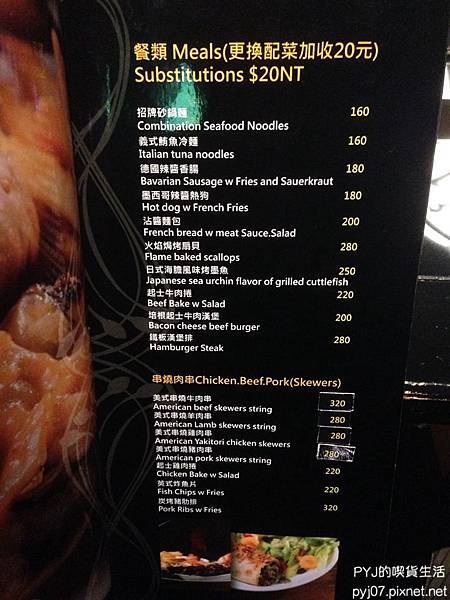 餐類 Meals(更換配菜加收20元)
Substitutions $20NT
招牌砂鍋麵 160
Combination Seafood Noodles
義式鮪魚冷麵 160
Italian tuna noodles
德國辣醬香腸 180
Bavarian Sausage w Fries and Sauerkraut
墨西哥辣醬熱狗 180
Hot dog w French Fries
沾醬麵包 200
French bread w meat Sauce.Salad
火焰焗烤扇貝 280
Flame baked scallops
日式海膽風味烤墨魚 250
Japanese sea urchin flavor of grilled cuttlefish
起士牛肉捲 220
Beef Bake w Salad
培根起士牛肉漢堡 200
Bacon cheese beef burger
鐵板漢堡排 280
Hamburger Steak
串燒肉串Chicken.Beef.Pork(Skewers)
美式串燒牛肉串 320
American beef skewers string
美式串燒羊肉串 280
American Lamb skewers string
美式串燒雞肉串 280
American Yakitori chicken skewers
美式串燒豬肉串 280
American pork skewers string
起士雞肉捲 220
Chicken Bake w Salad
英式炸魚片 220
Fish Chips w Fries
炭烤豬肋排 320
Pork Ribs w Fries
PYJ的喫貨生活
pyj07.pixnet.net